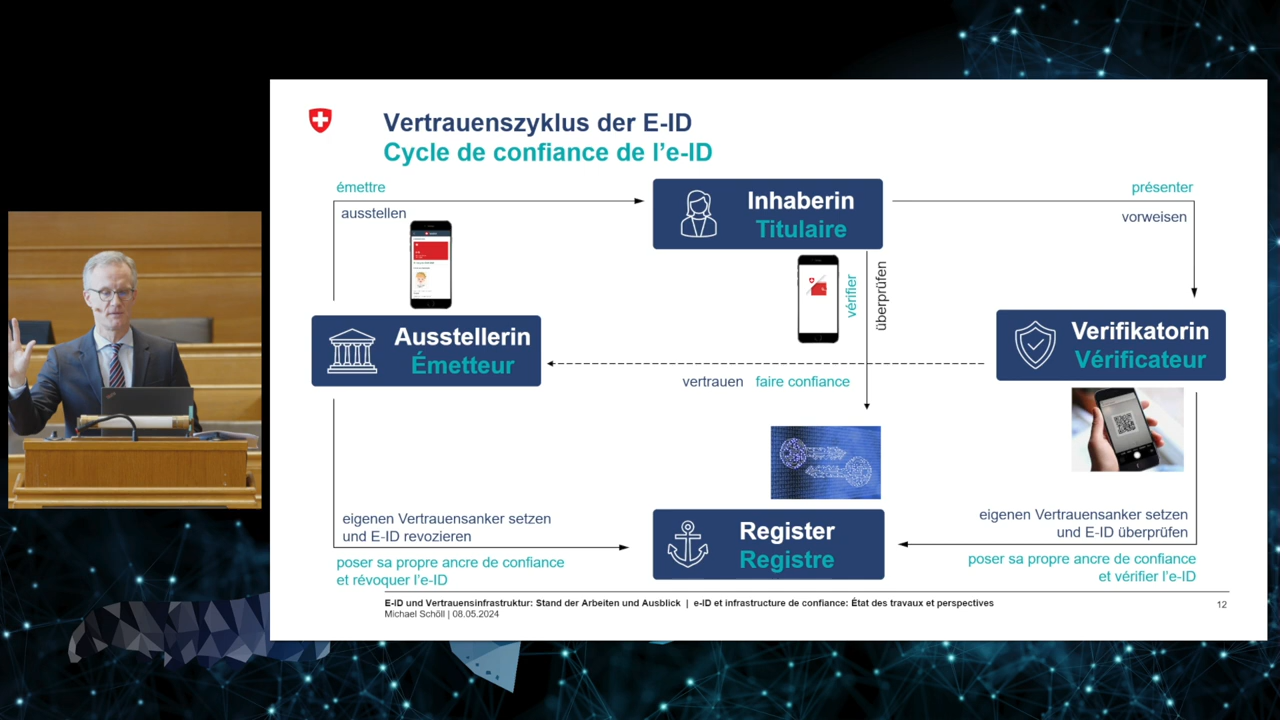 Vertrauenszyklus der E-ID
Cycle de confiance de l'e-ID
émettre
ausstellen
Inhaberin
Titulaire
présenter
vorweisen
vérifier
überprüfen
Ausstellerin
Émetteur
Verifikatorin
Vérificateur
vertrauen faire confiance
eigenen Vertrauensanker setzen
und E-ID revozieren
poser sa propre ancre de confiance
et révoquer l'e-ID
Register
Registre
eigenen Vertrauensanker setzen
und E-ID überprüfen
poser sa propre ancre de confiance
et vérifier l'e-ID
E-ID und Vertrauensinfrastruktur: Stand der Arbeiten und Ausblick | e-ID et infrastructure de confiance: État des travaux et perspectives
Michael Schöll | 08.05.2024
12